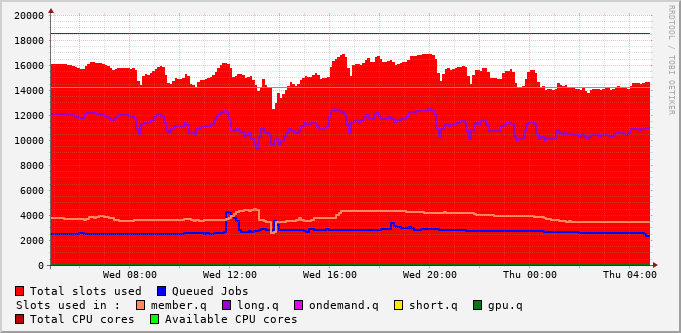 20000
18000
16000
14000
12000
10000
8000
6000
4000
2000
0
Wed 08:00 Wed 12:00 Wed 16:00 Wed 20:00 Thu 00:00 Thu 04:00
RRDTOOL / TOBI OETIKER
Total slots used Queued Jobs
Slots used in : member.q long.q ondemand.q short.q gpu.q
Total CPU cores Available CPU cores